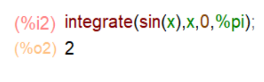 (%i2) integrate(sin(x),x,0,%pi);
(%o2) 2